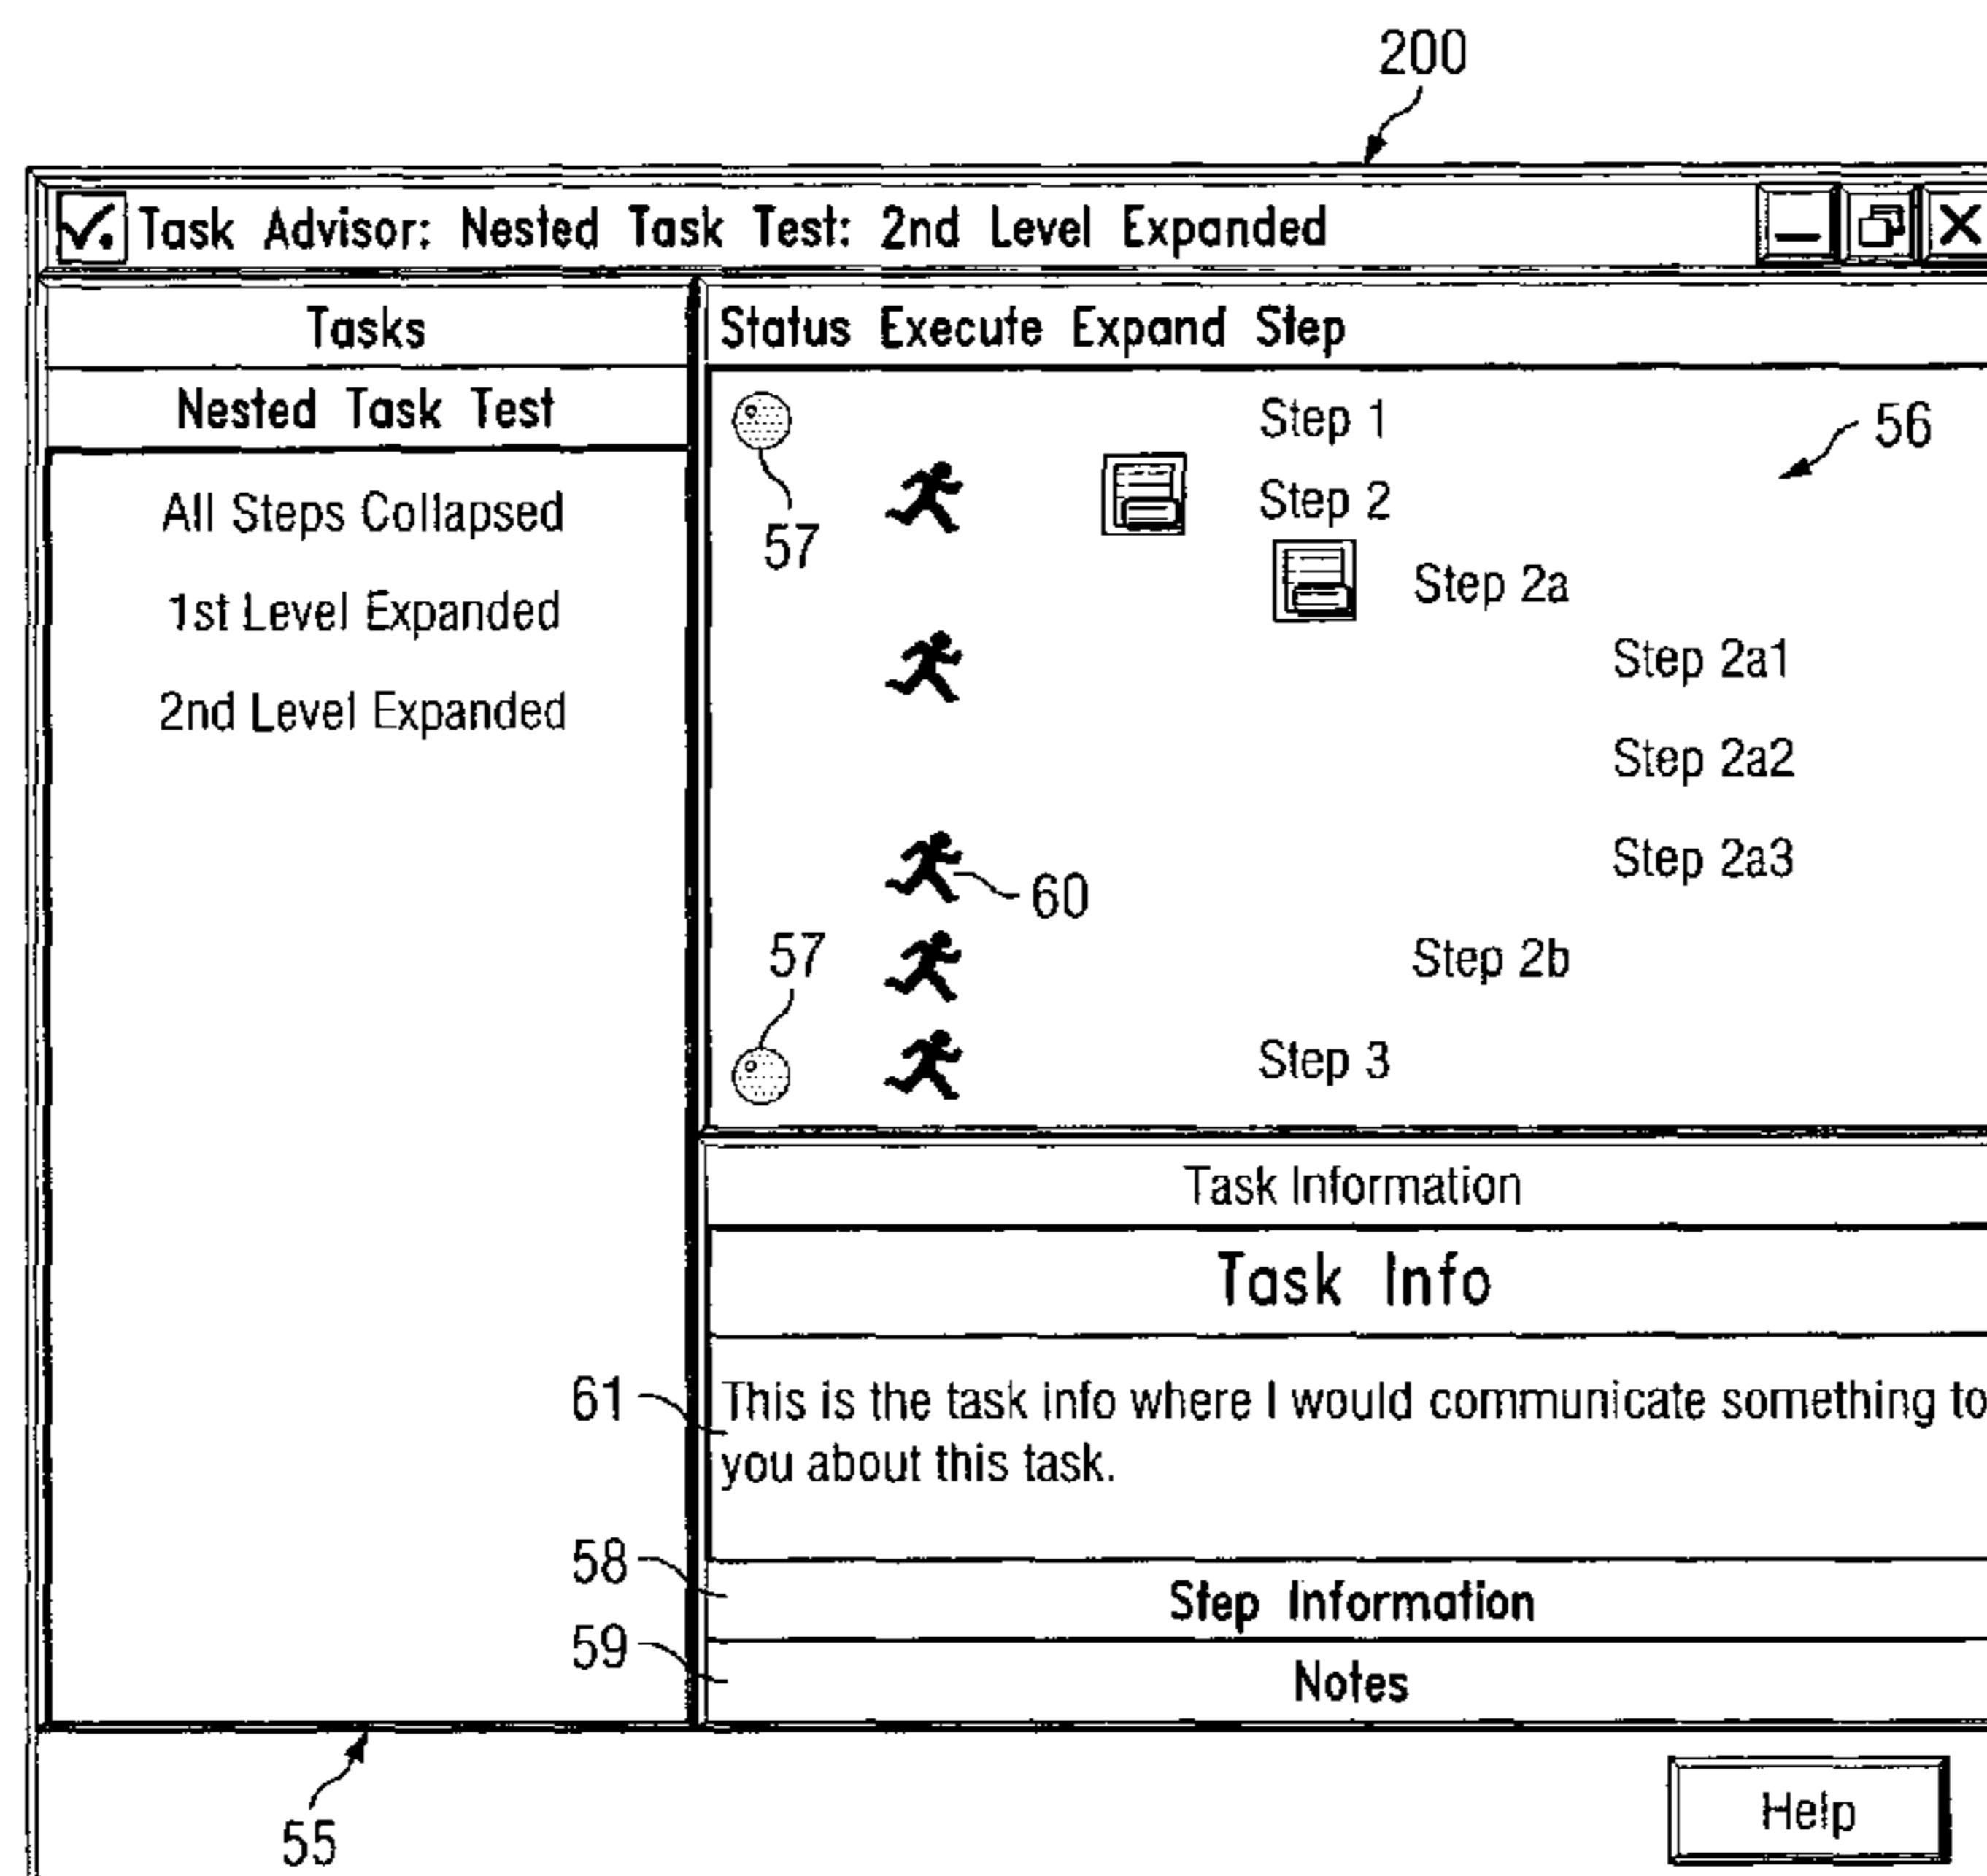 200
Task Advisor: Nested Task Test: 2nd Level Expanded
Tasks
Nested Task Test
All Steps Collapsed
1st Level Expanded
2nd Level Expanded
55
Status Execute Expand Step
Step 1
56
57
Step 2
Step 2a
Step 2a1
Step 2a2
Step 2a3
60
57
Step 2b
Step 3
Task Information
Task Info
61
This is the task info where I would communicate something to
you about this task.
58
Step Information
59
Notes
Help